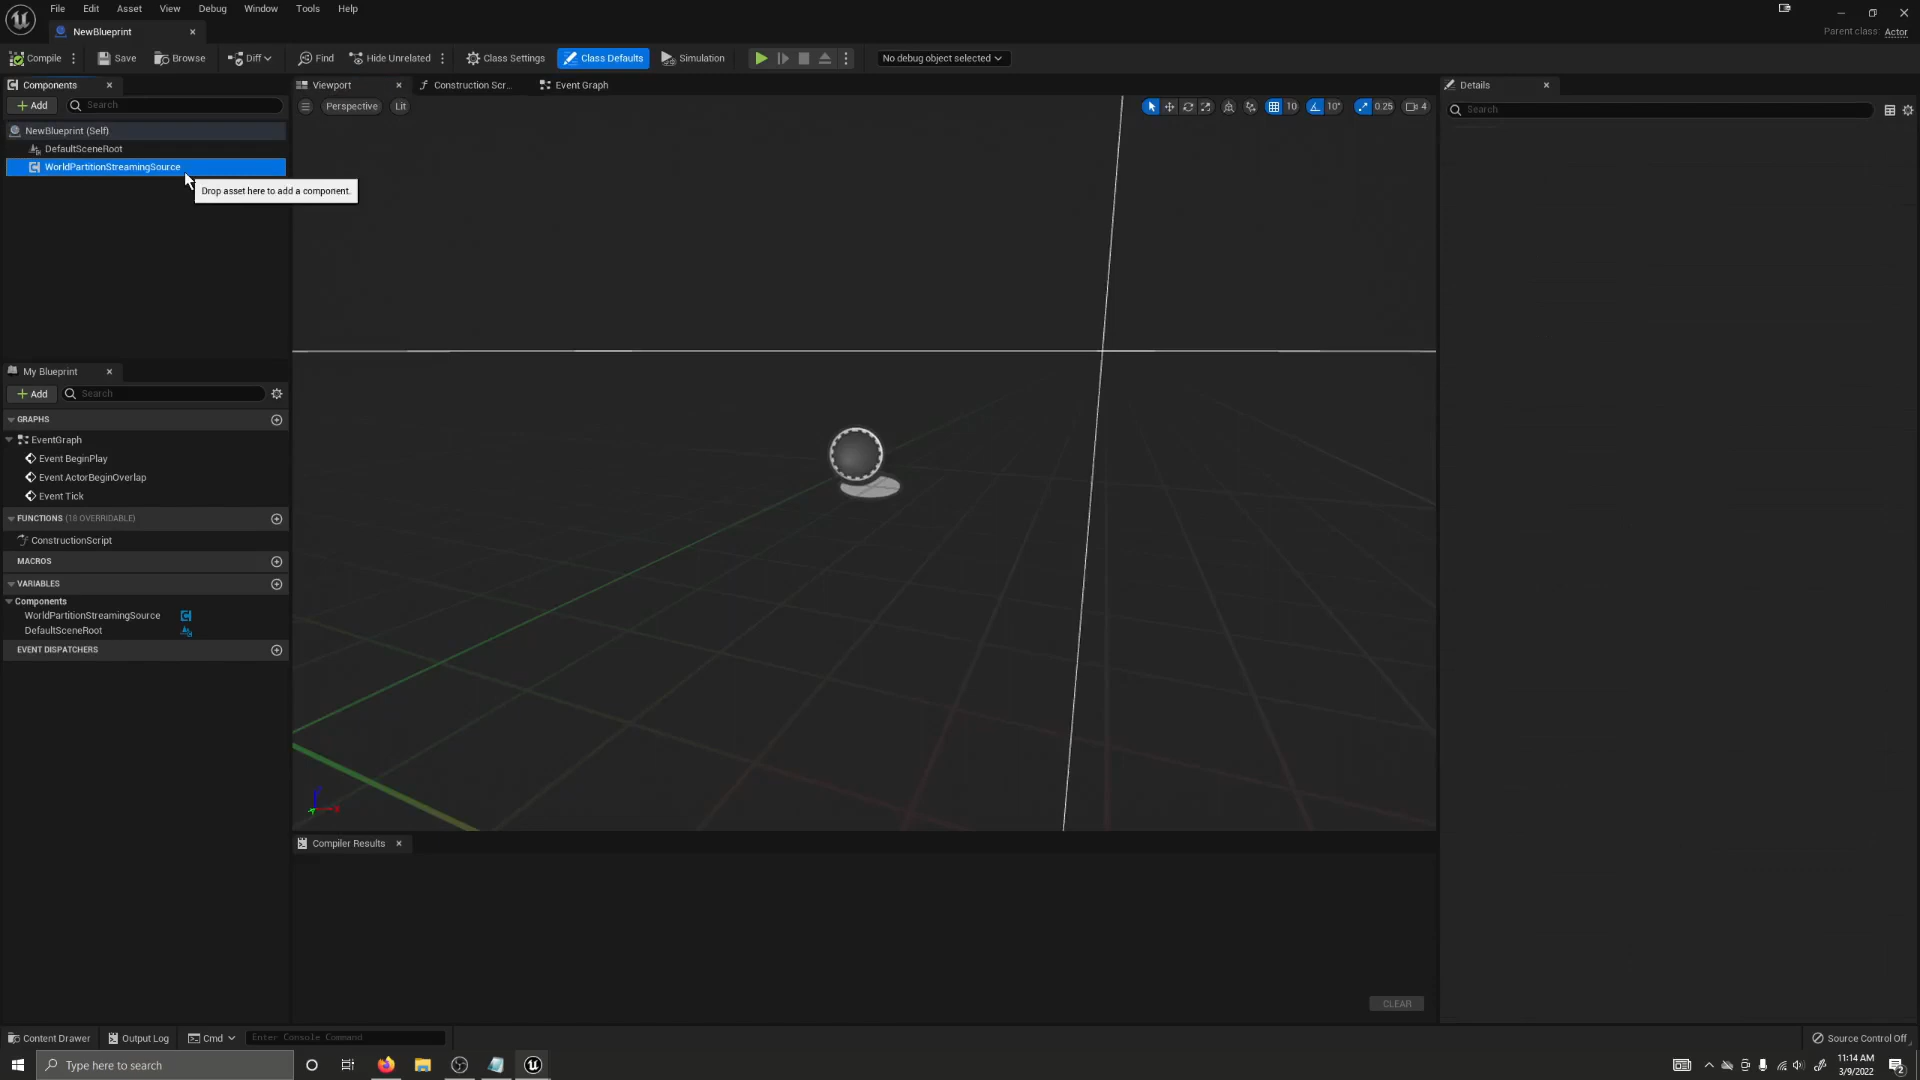 File Edit Asset View Debug Window Tools Help
NewBlueprint
Parent class: Actor
Compile Save Browse Diff Find Hide Unrelated Class Settings Class Defaults Simulation No debug object selected
Components
Add Search
NewBlueprint (Self)
DefaultSceneRoot
WorldPartitionStreamingSource
Drop asset here to add a component.
Viewport Construction Scr... Event Graph
Perspective Lit
10 10° 0.25 4
Details
Search
My Blueprint
Add Search
GRAPHS
EventGraph
Event BeginPlay
Event ActorBeginOverlap
Event Tick
FUNCTIONS (18 OVERRIDABLE)
ConstructionScript
MACROS
VARIABLES
Components
WorldPartitionStreamingSource
DefaultSceneRoot
EVENT DISPATCHERS
Compiler Results
CLEAR
Content Drawer Output Log Cmd Enter Console Command
Source Control Off
Type here to search
11:14 AM
3/9/2022
2